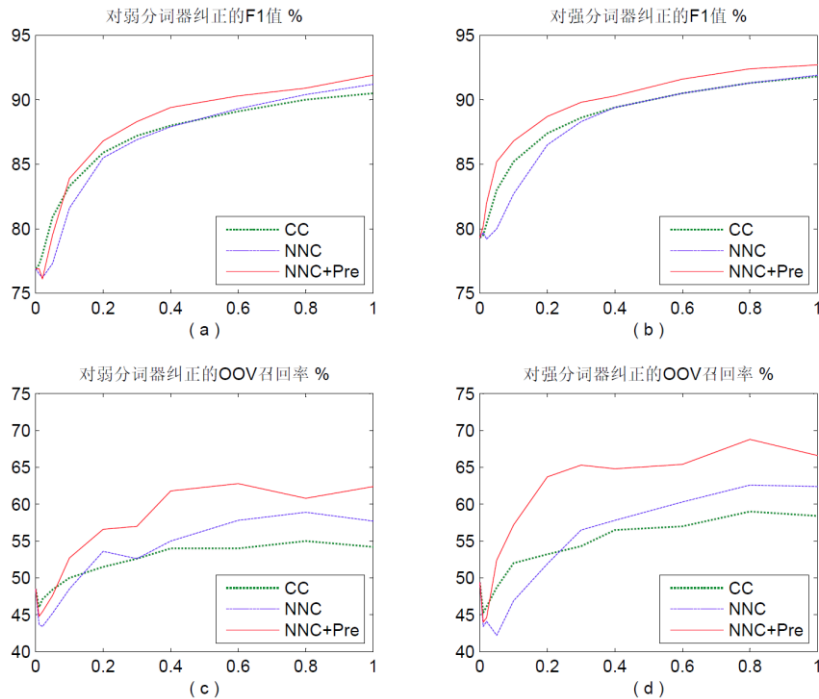 对弱分词器纠正的F1值 %
95
90
85
80
75
0 0.2 0.4 0.6 0.8 1
CC
NNC
NNC+Pre
( a )
对强分词器纠正的F1值 %
95
90
85
80
75
0 0.2 0.4 0.6 0.8 1
CC
NNC
NNC+Pre
( b )
对弱分词器纠正的OOV召回率 %
75
70
65
60
55
50
45
40
0 0.2 0.4 0.6 0.8 1
CC
NNC
NNC+Pre
( c )
对强分词器纠正的OOV召回率 %
75
70
65
60
55
50
45
40
0 0.2 0.4 0.6 0.8 1
CC
NNC
NNC+Pre
( d )